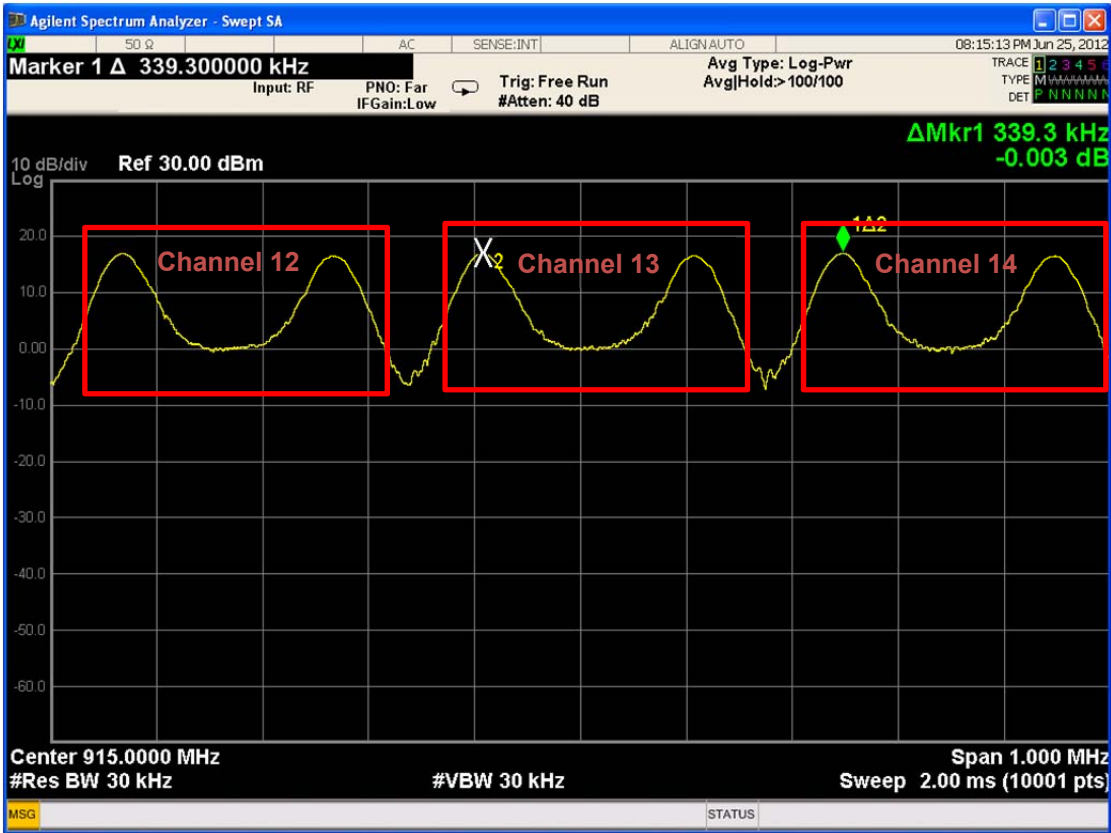 Agilent Spectrum Analyzer - Swept SA
LXI 50 Ω AC SENSE:INT ALIGN AUTO 08:15:13 PM Jun 25, 2012
Marker 1 Δ 339.300000 kHz
Input: RF
PNO: Far
IFGain:Low
Trig: Free Run
#Atten: 40 dB
Avg Type: Log-Pwr
Avg|Hold:>100/100
TRACE 1 2 3 4 5 6
TYPE M
DET P N N N N N
ΔMkr1 339.3 kHz
-0.003 dB
10 dB/div Ref 30.00 dBm
Log
20.0
10.0
0.00
-10.0
-20.0
-30.0
-40.0
-50.0
-60.0
Channel 12
2 Channel 13
1Δ2
Channel 14
Center 915.0000 MHz Span 1.000 MHz
#Res BW 30 kHz #VBW 30 kHz Sweep 2.00 ms (10001 pts)
MSG STATUS